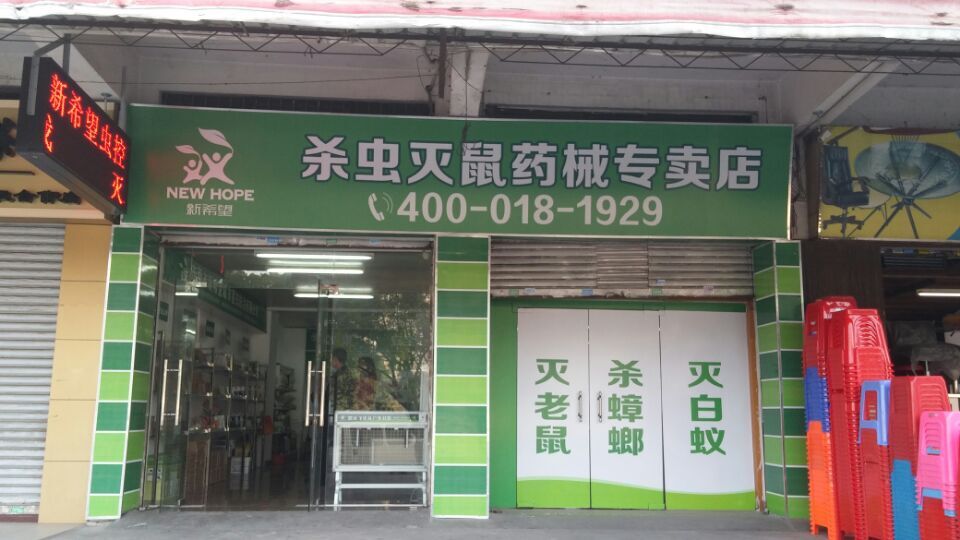 新希望虫控
灭
NEW HOPE
新希望
杀虫灭鼠药械专卖店
400-018-1929
灭老鼠
杀蟑螂
灭白蚁